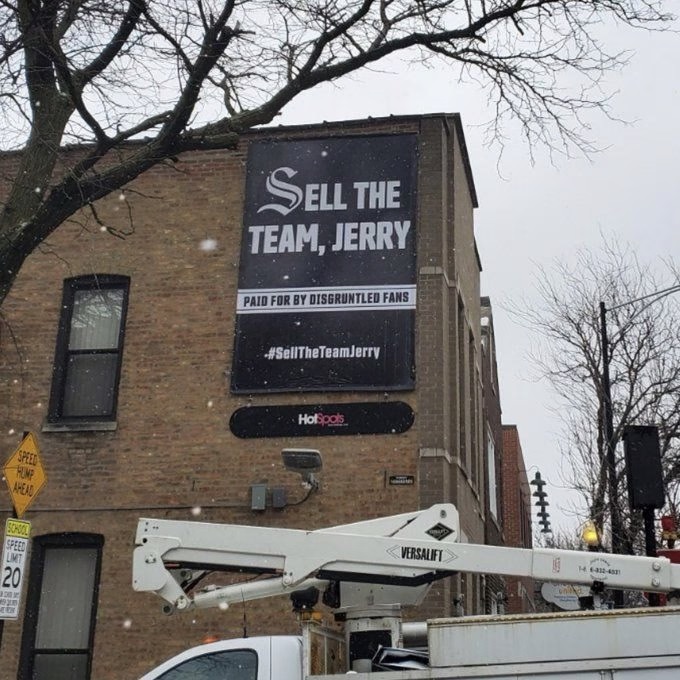 SELL THE
TEAM, JERRY
PAID FOR BY DISGRUNTLED FANS
#SellTheTeamJerry
HotSpots
SPEED
HUMP
AHEAD
SCHOOL
SPEED
LIMIT
20
VERSALIFT